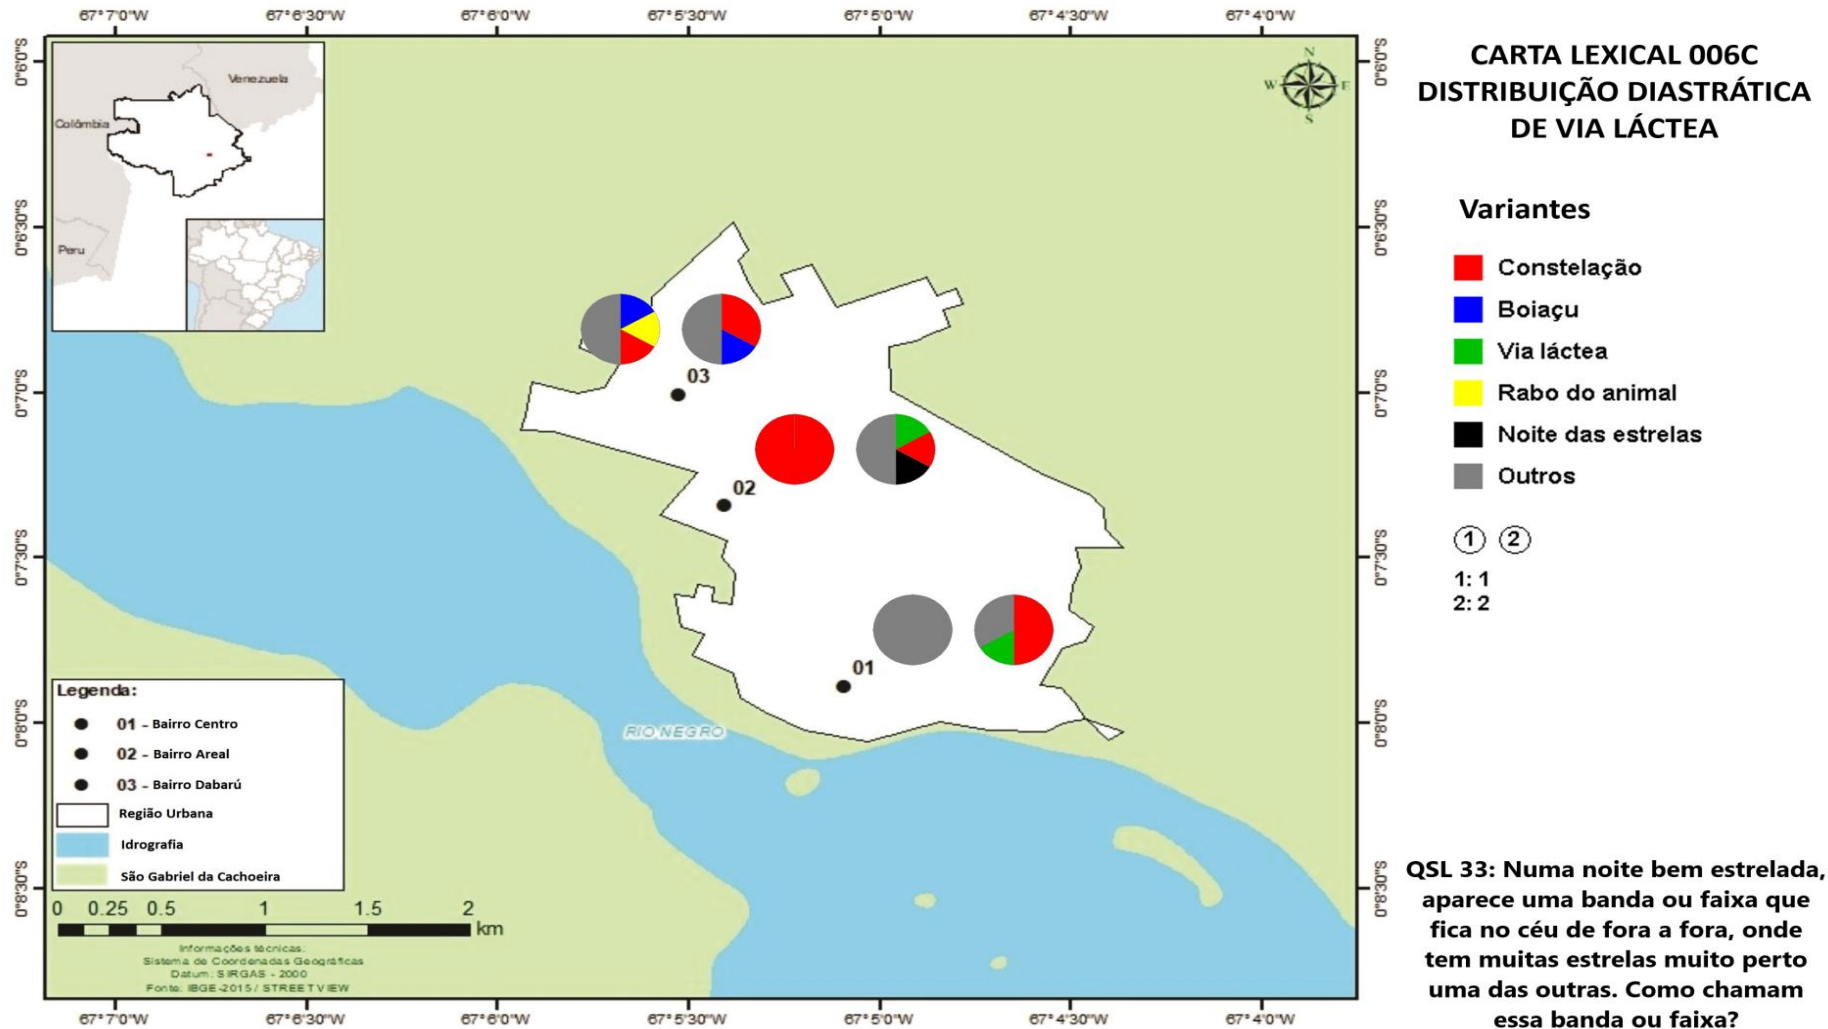 67°7'0"W 67°6'30"W 67°6'0"W 67°5'30"W 67°5'0"W 67°4'30"W 67°4'0"W
0°6'0"S
0°6'30"S
0°7'0"S
0°7'30"S
0°8'0"S
0°8'30"S
Venezuela
Colômbia
Peru
N
W E
S
03
02
01
RIO NEGRO
Legenda:
01 - Bairro Centro
02 - Bairro Areal
03 - Bairro Dabarú
Região Urbana
Idrografia
São Gabriel da Cachoeira
0 0.25 0.5 1 1.5 2
km
Informações técnicas:
Sistema de Coordenadas Geográficas
Datum: SIRGAS - 2000
Fonte: IBGE-2015 / STREET VIEW
0°6'0"S
0°6'30"S
0°7'0"S
0°7'30"S
0°8'0"S
0°8'30"S
67°7'0"W 67°6'30"W 67°6'0"W 67°5'30"W 67°5'0"W 67°4'30"W 67°4'0"W
CARTA LEXICAL 006C
DISTRIBUIÇÃO DIASTRÁTICA
DE VIA LÁCTEA
Variantes
Constelação
Boiaçu
Via láctea
Rabo do animal
Noite das estrelas
Outros
1 2
1: 1
2: 2
QSL 33: Numa noite bem estrelada,
aparece uma banda ou faixa que
fica no céu de fora a fora, onde
tem muitas estrelas muito perto
uma das outras. Como chamam
essa banda ou faixa?